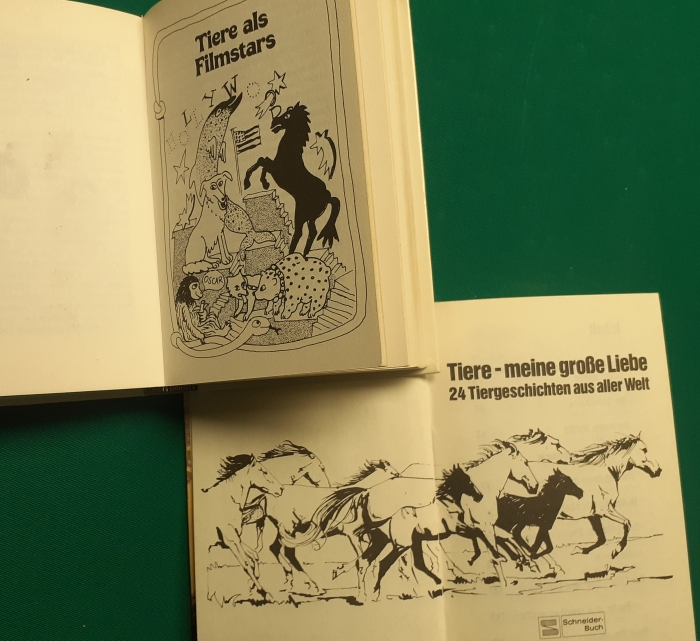 Tiere als
Filmstars
L Y W
OSCAR
Tiere - meine große Liebe
24 Tiergeschichten aus aller Welt
Schneider-
Buch